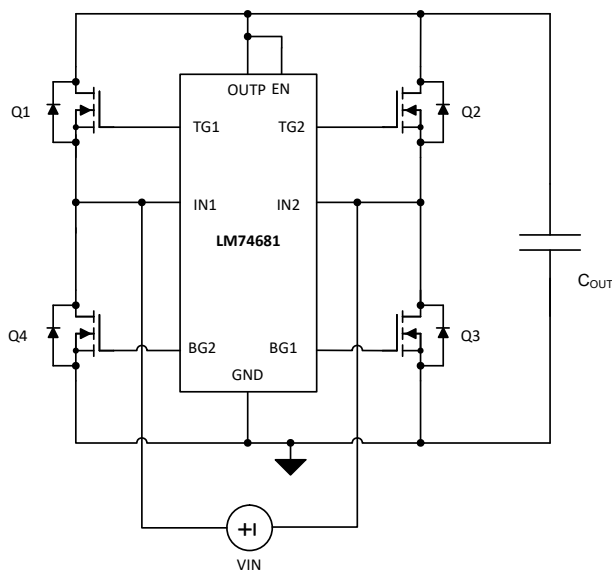 OUTP EN
Q1
Q2
TG1
TG2
IN1
IN2
LM74681
COUT
Q4
Q3
BG2
BG1
GND
+I
VIN